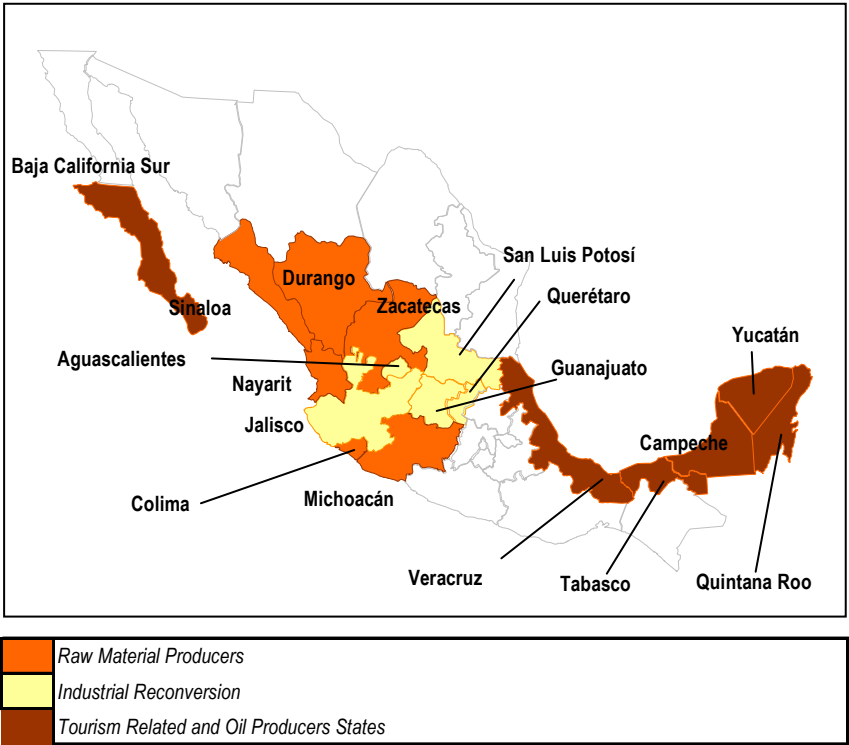 Baja California Sur
San Luis Potosí
Durango
Querétaro
Sinaloa
Zacatecas
Yucatán
Aguascalientes
Guanajuato
Nayarit
Jalisco
Campeche
Colima
Michoacán
Veracruz
Tabasco
Quintana Roo
Raw Material Producers
Industrial Reconversion
Tourism Related and Oil Producers States